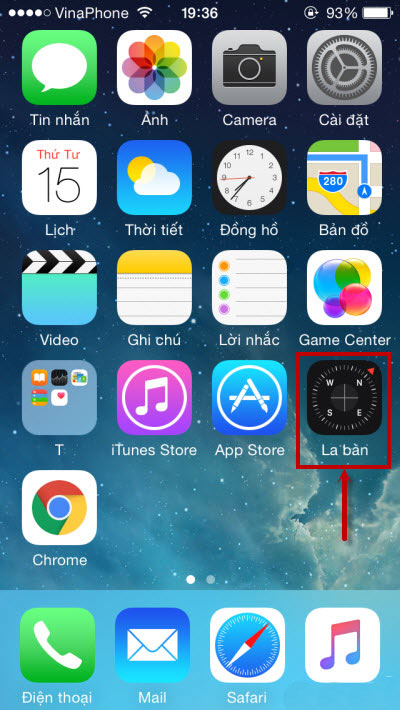 VinaPhone 19:36 93%
Tin nhắn Ảnh Camera Cài đặt
Thứ Tư
15
280
Lịch Thời tiết Đồng hồ Bản đồ
Video Ghi chú Lời nhắc Game Center
W N
S E
T iTunes Store App Store La bàn
Chrome
Điện thoại Mail Safari